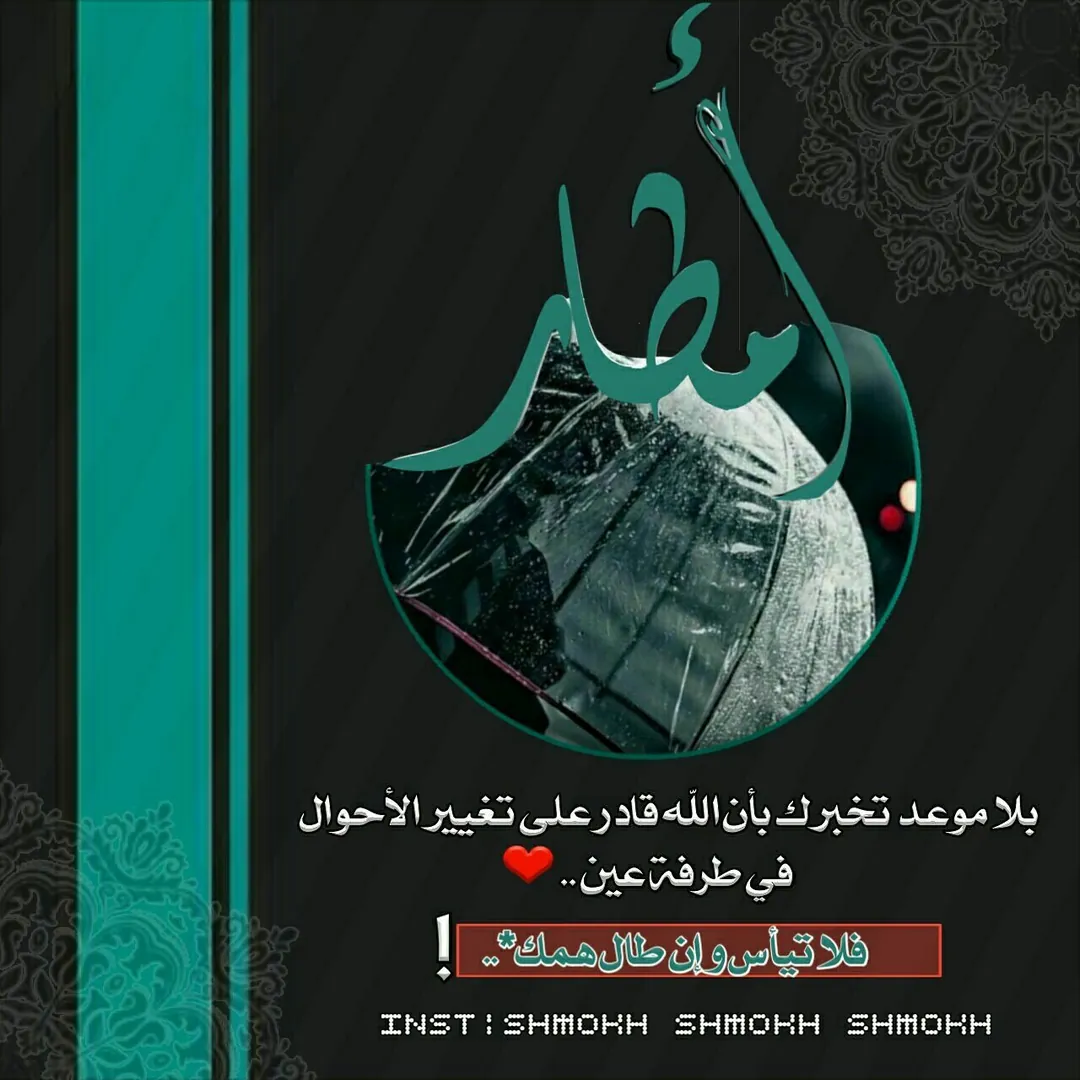 أمطار
بلا موعد تخبرك بأن الله قادر على تغيير الأحوال
في طرفة عين.. ❤
فلا تيأس وإن طال همك*.. !
INST:SHMOKH SHMOKH SHMOKH